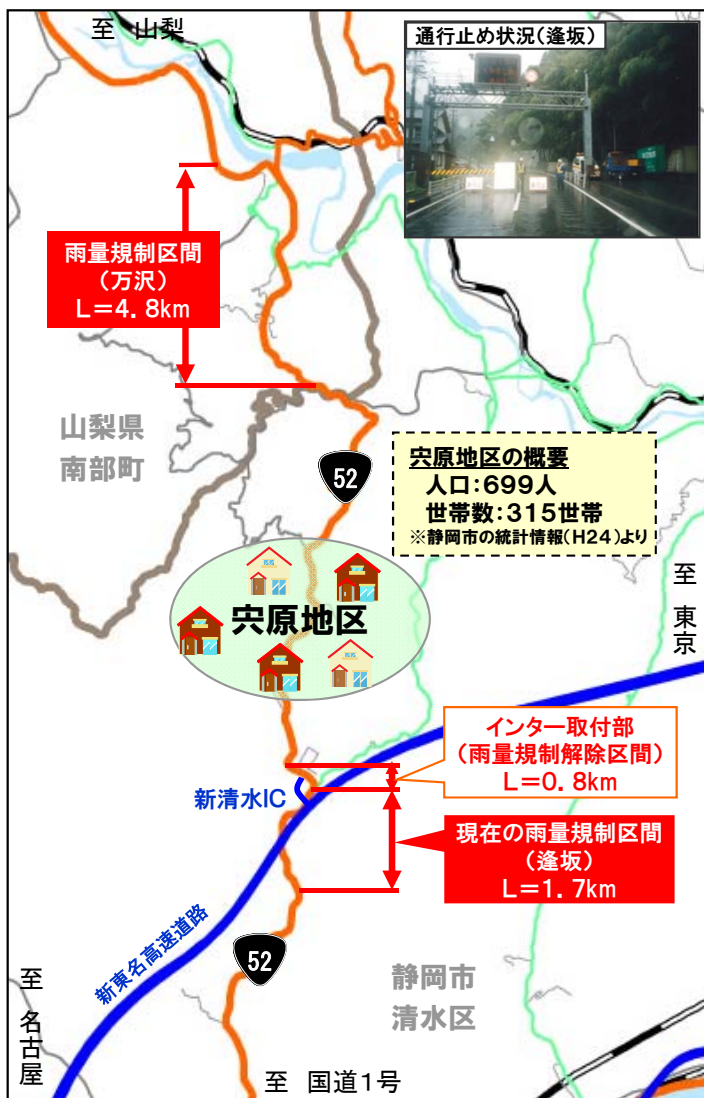 至 山梨
通行止め状況(逢坂)
雨量規制区間
(万沢)
L=4.8km
山梨県
南部町
52
宍原地区の概要
人口:699人
世帯数:315世帯
※静岡市の統計情報(H24)より
至 東京
宍原地区
インター取付部
(雨量規制解除区間)
L=0.8km
新清水IC
現在の雨量規制区間
(逢坂)
L=1.7km
新東名高速道路
52
静岡市
清水区
至 名古屋
至 国道1号